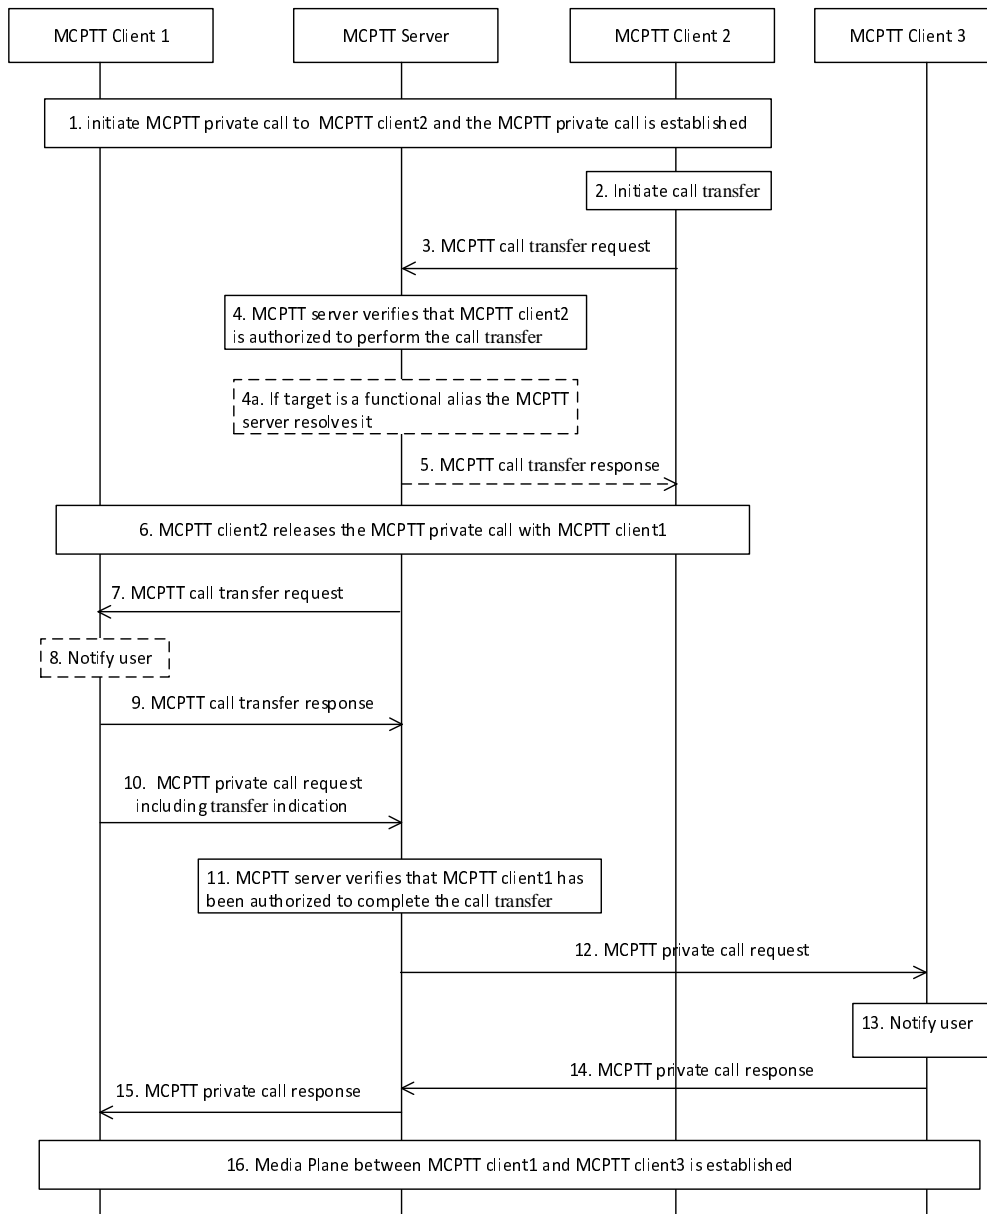 MCPTT Client 1
MCPTT Server
MCPTT Client 2
MCPTT Client 3
1. initiate MCPTT private call to MCPTT client2 and the MCPTT private call is established
2. Initiate call transfer
3. MCPTT call transfer request
4. MCPTT server verifies that MCPTT client2
is authorized to perform the call transfer
4a. If target is a functional alias the MCPTT
server resolves it
5. MCPTT call transfer response
6. MCPTT client2 releases the MCPTT private call with MCPTT client1
7. MCPTT call transfer request
8. Notify user
9. MCPTT call transfer response
10. MCPTT private call request
including transfer indication
11. MCPTT server verifies that MCPTT client1 has
been authorized to complete the call transfer
12. MCPTT private call request
13. Notify user
14. MCPTT private call response
15. MCPTT private call response
16. Media Plane between MCPTT client1 and MCPTT client3 is established